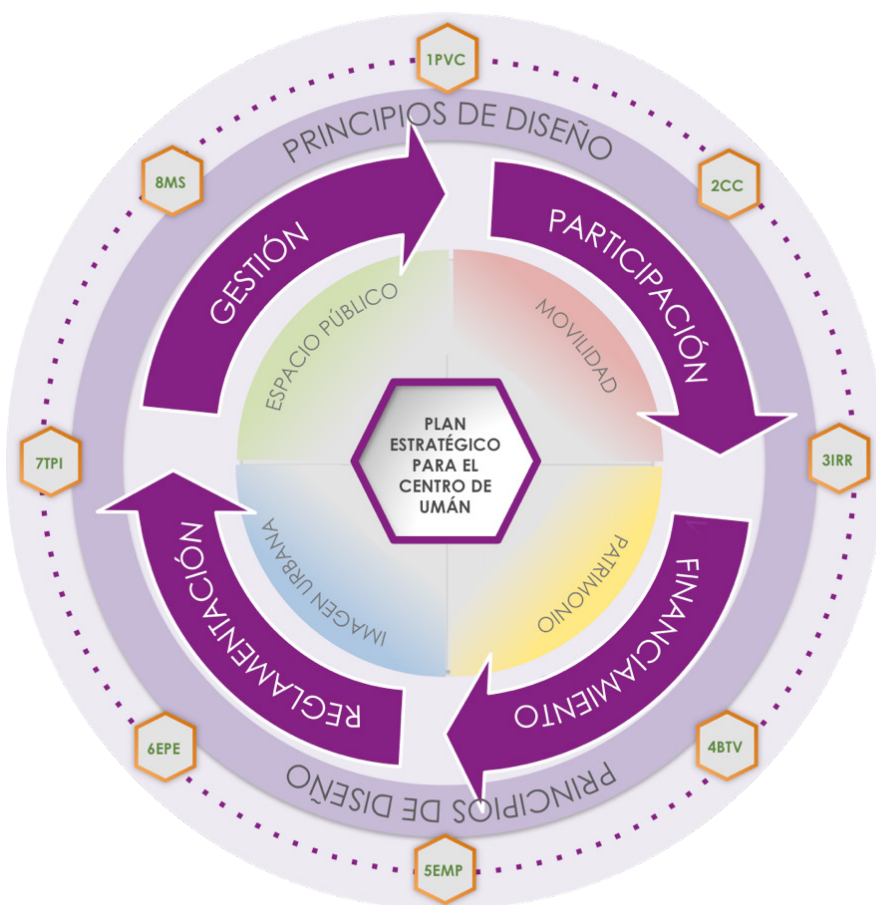 1PVC
PRINCIPIOS DE DISEÑO
8MS
2CC
GESTIÓN
PARTICIPACIÓN
ESPACIO PÚBLICO
MOVILIDAD
PLAN
ESTRATÉGICO
PARA EL
CENTRO DE
UMÁN
7TPI
3IRR
IMAGEN URBANA
PATRIMONIO
REGLAMENTACIÓN
FINANCIAMIENTO
6EPE
4BTV
PRINCIPIOS DE DISEÑO
5EMP